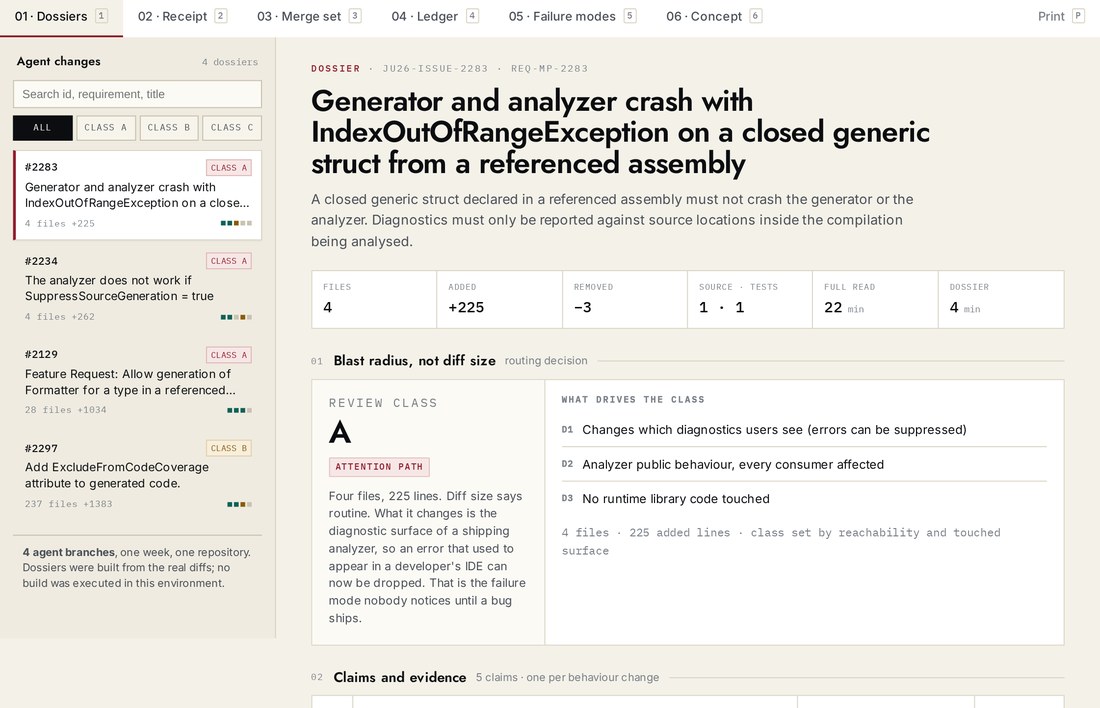 01 · Dossiers 1 02 · Receipt 2 03 · Merge set 3 04 · Ledger 4 05 · Failure modes 5 06 · Concept 6 Print P
Agent changes 4 dossiers
Search id, requirement, title
ALL CLASS A CLASS B CLASS C
#2283 CLASS A
Generator and analyzer crash with
IndexOutOfRangeException on a close…
4 files +225
#2234 CLASS A
The analyzer does not work if
SuppressSourceGeneration = true
4 files +262
#2129 CLASS A
Feature Request: Allow generation of
Formatter for a type in a referenced…
28 files +1034
#2297 CLASS B
Add ExcludeFromCodeCoverage
attribute to generated code.
237 files +1383
4 agent branches, one week, one repository.
Dossiers were built from the real diffs; no
build was executed in this environment.
DOSSIER · JU26-ISSUE-2283 · REQ-MP-2283
Generator and analyzer crash with
IndexOutOfRangeException on a closed generic
struct from a referenced assembly
A closed generic struct declared in a referenced assembly must not crash the generator or the
analyzer. Diagnostics must only be reported against source locations inside the compilation
being analysed.
FILES ADDED REMOVED SOURCE · TESTS FULL READ DOSSIER
4 +225 −3 1 · 1 22 min 4 min
01 Blast radius, not diff size routing decision
REVIEW CLASS
A
ATTENTION PATH
Four files, 225 lines. Diff size says
routine. What it changes is the
diagnostic surface of a shipping
analyzer, so an error that used to
appear in a developer's IDE can
now be dropped. That is the failure
mode nobody notices until a bug
ships.
WHAT DRIVES THE CLASS
D1 Changes which diagnostics users see (errors can be suppressed)
D2 Analyzer public behaviour, every consumer affected
D3 No runtime library code touched
4 files · 225 added lines · class set by reachability and touched
surface
02 Claims and evidence 5 claims · one per behaviour change